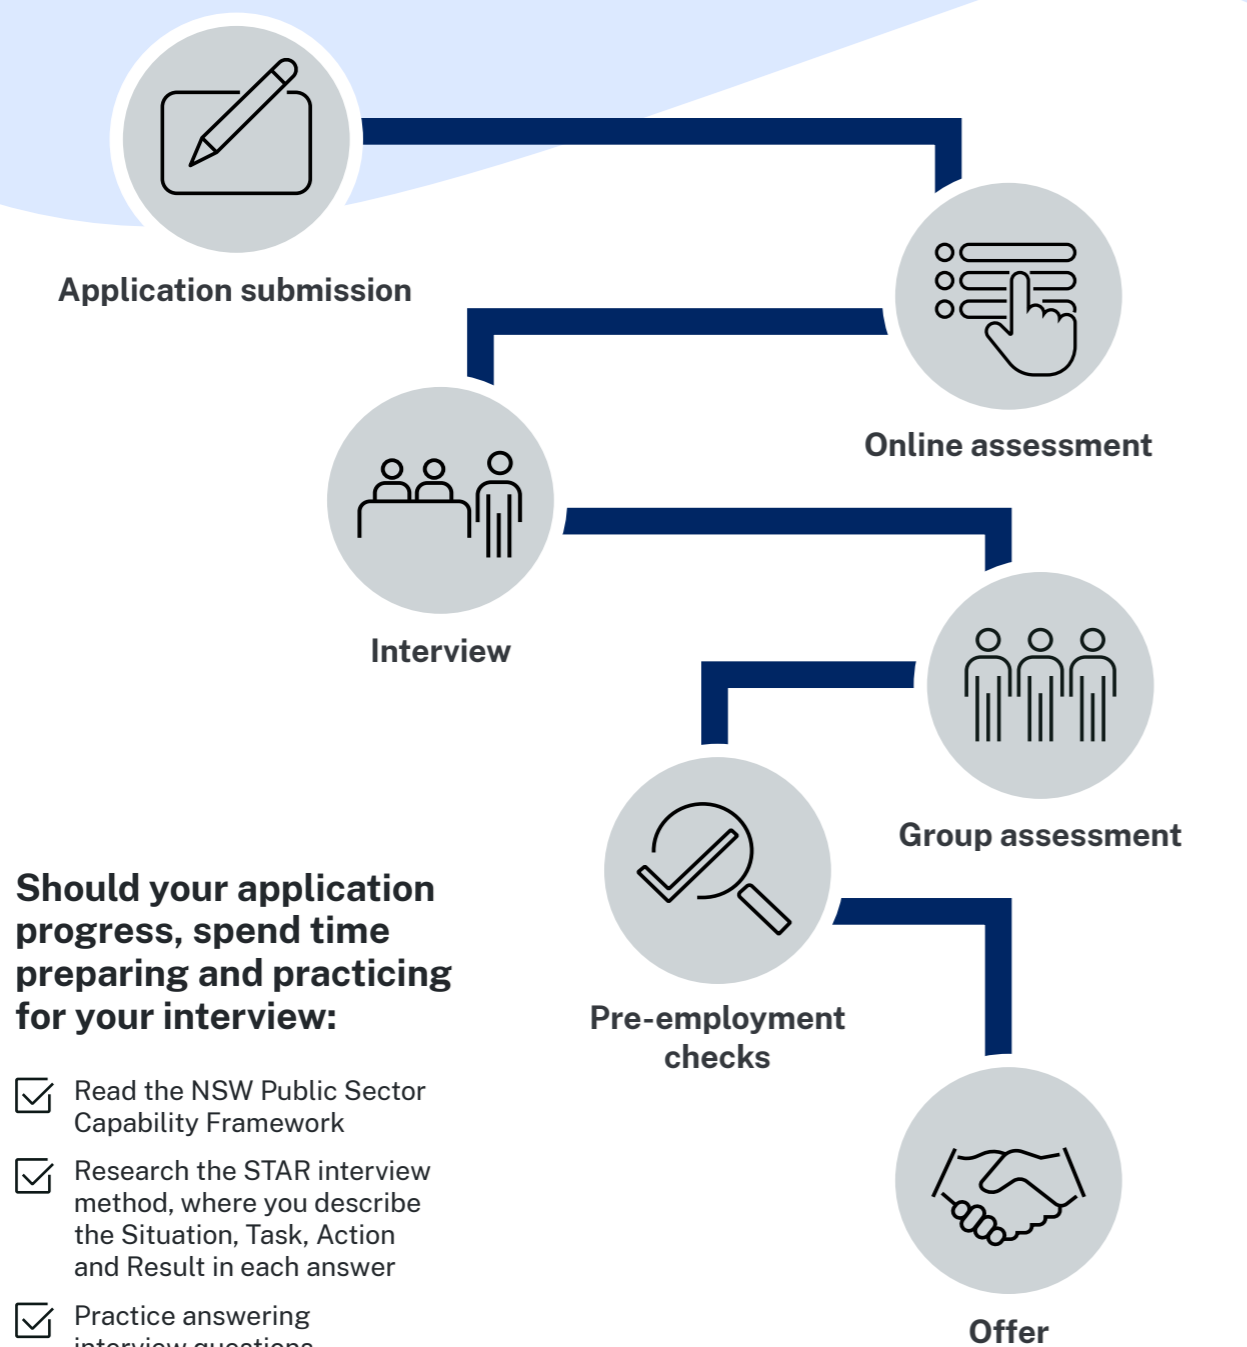 Application submission
Online assessment
Interview
Group assessment
Pre-employment
checks
Offer
Should your application
progress, spend time
preparing and practicing
for your interview:
Read the NSW Public Sector
Capability Framework
Research the STAR interview
method, where you describe
the Situation, Task, Action
and Result in each answer
Practice answering
interview questions